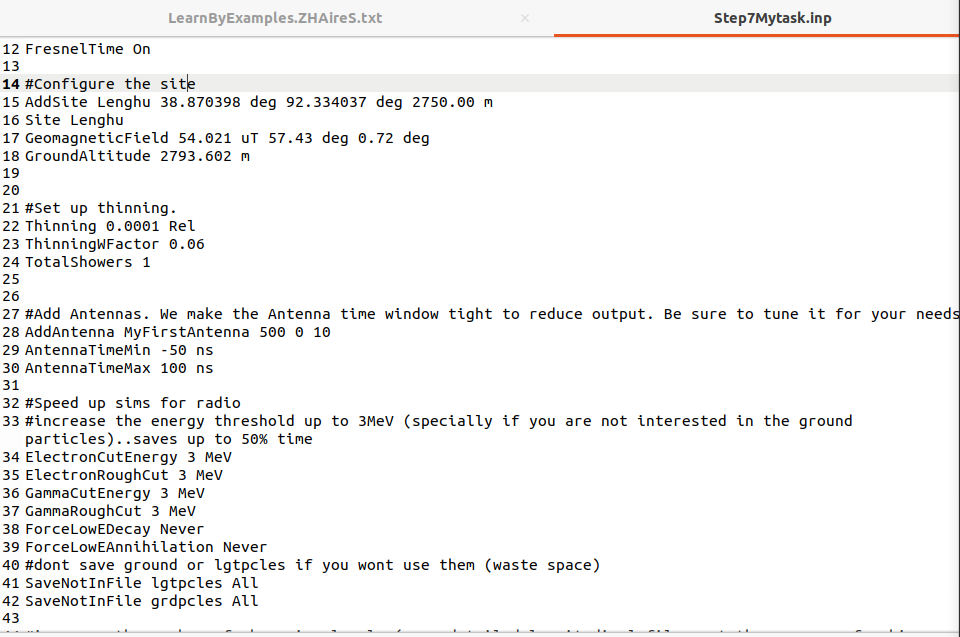 LearnByExamples.ZHAireS.txt × Step7Mytask.inp
12 FresnelTime On
13
14 #Configure the site
15 AddSite Lenghu 38.870398 deg 92.334037 deg 2750.00 m
16 Site Lenghu
17 GeomagneticField 54.021 uT 57.43 deg 0.72 deg
18 GroundAltitude 2793.602 m
19
20
21 #Set up thinning.
22 Thinning 0.0001 Rel
23 ThinningWFactor 0.06
24 TotalShowers 1
25
26
27 #Add Antennas. We make the Antenna time window tight to reduce output. Be sure to tune it for your needs
28 AddAntenna MyFirstAntenna 500 0 10
29 AntennaTimeMin -50 ns
30 AntennaTimeMax 100 ns
31
32 #Speed up sims for radio
33 #increase the energy threshold up to 3MeV (specially if you are not interested in the ground
particles)..saves up to 50% time
34 ElectronCutEnergy 3 MeV
35 ElectronRoughCut 3 MeV
36 GammaCutEnergy 3 MeV
37 GammaRoughCut 3 MeV
38 ForceLowEDecay Never
39 ForceLowEAnnihilation Never
40 #dont save ground or lgtpcles if you wont use them (waste space)
41 SaveNotInFile lgtpcles All
42 SaveNotInFile grdpcles All
43